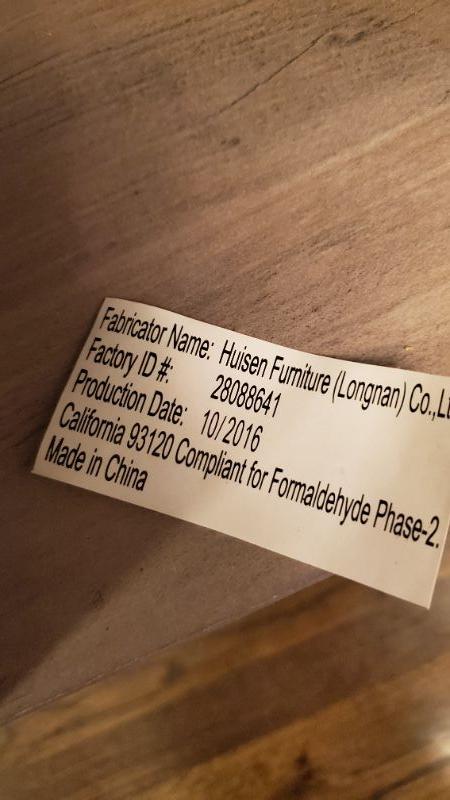 Fabricator Name: Huisen Furniture (Longnan) Co.,Lt
Factory ID #: 28088641
Production Date: 10/2016
California 93120 Compliant for Formaldehyde Phase-2.
Made in China